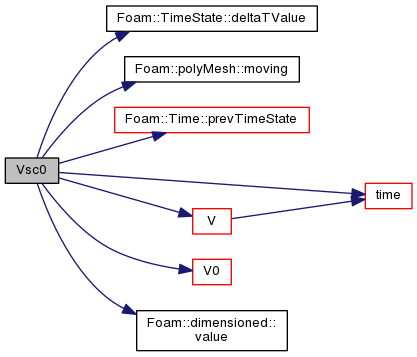 Foam::TimeState::deltaTValue
Foam::polyMesh::moving
Foam::Time::prevTimeState
Vsc0
time
V
V0
Foam::dimensioned::
value